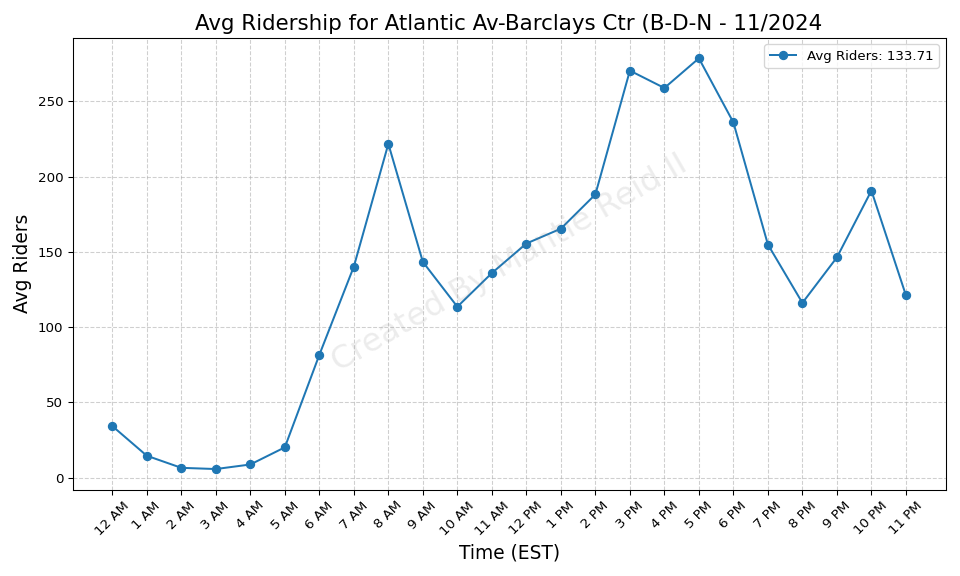 Avg Ridership for Atlantic Av-Barclays Ctr (B-D-N - 11/2024
Avg Riders: 133.71
Avg Riders
250
200
150
100
50
0
Created By Mantie Reid II
12 AM
1 AM
2 AM
3 AM
4 AM
5 AM
6 AM
7 AM
8 AM
9 AM
10 AM
11 AM
12 PM
1 PM
2 PM
3 PM
4 PM
5 PM
6 PM
7 PM
8 PM
9 PM
10 PM
11 PM
Time (EST)